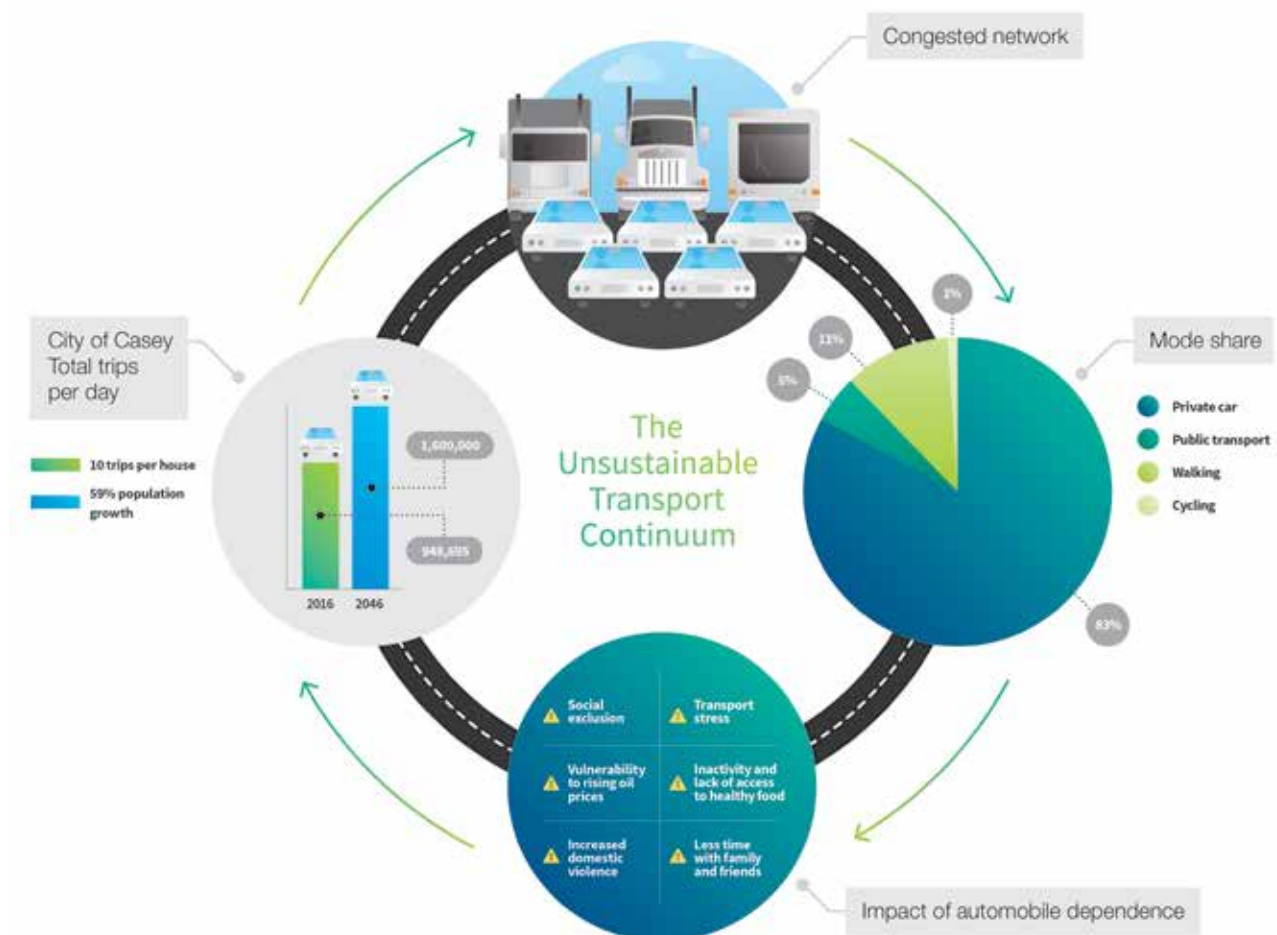 Congested network
1%
11%
5%
City of Casey
Total trips
per day
Mode share
Private car
Public transport
Walking
Cycling
10 trips per house
59% population
growth
1,600,000
The
Unsustainable
Transport
Continuum
2016
2046
83%
Social
exclusion
Transport
stress
Vulnerability
to rising oil
prices
Inactivity and
lack of access
to healthy food
Increased
domestic
violence
Less time
with family
and friends
Impact of automobile dependence